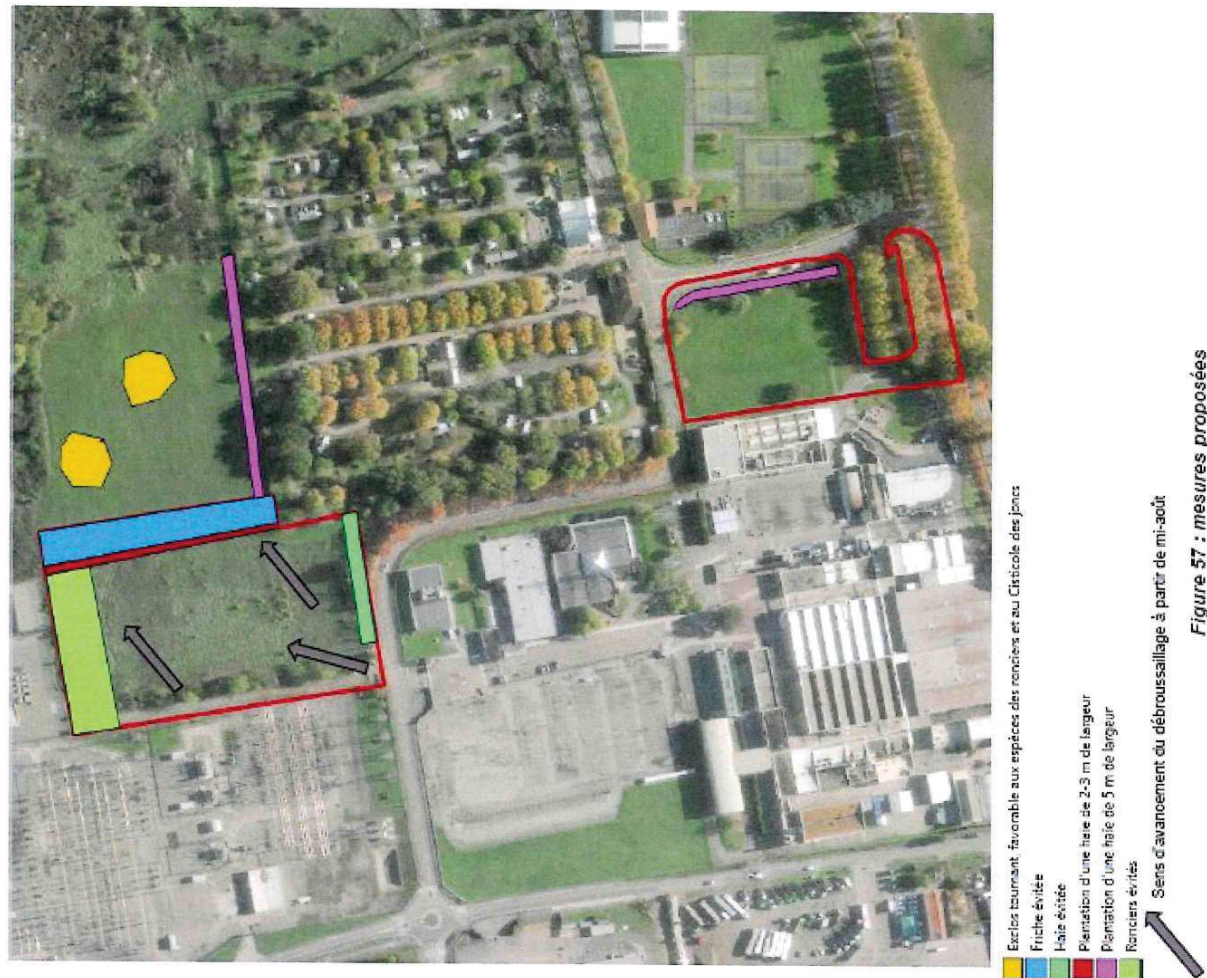 Exclos tournant, favorable aux espèces des ronciers et au Cisticole des joncs
Friche évitée
Haie évitée
Plantation d'une haie de 2-3 m de largeur
Plantation d'une haie de 5 m de largeur
Ronciers évités
Sens d'avancement du débroussaillage à partir de mi-août
Figure 57 : mesures proposées